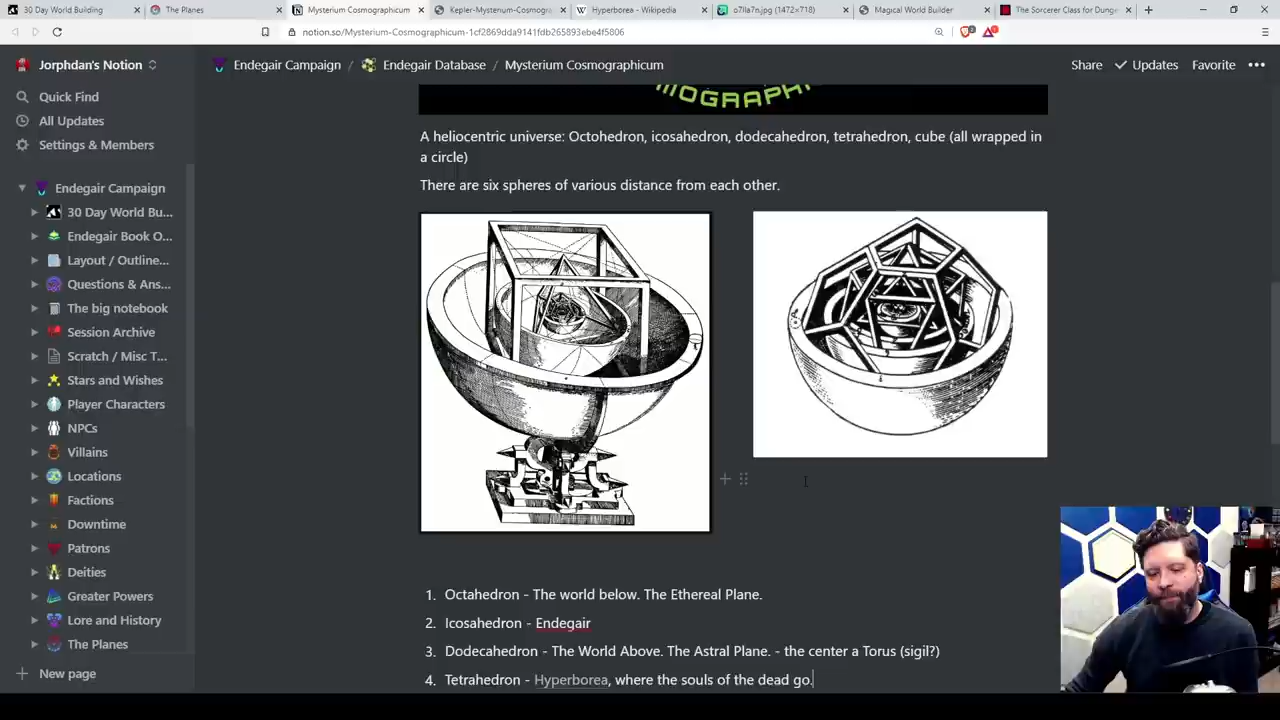 30 Day World Building
The Planes
Mysterium Cosmographicum
Kepler-Mysterium-Cosmogra
Hyperborea - Wikipedia
o7lla7n.jpg (1472×718)
Magical World Builder
The Sorcerer Class for Dunge
notion.so/Mysterium-Cosmographicum-1cf2869dda9141fdb265893ebe4f5806
Jorphdan's Notion
Endegair Campaign / Endegair Database / Mysterium Cosmographicum
Share Updates Favorite
Quick Find
All Updates
Settings & Members
Endegair Campaign
30 Day World Bu...
Endegair Book O...
Layout / Outline...
Questions & Ans...
The big notebook
Session Archive
Scratch / Misc T...
Stars and Wishes
Player Characters
NPCs
Villains
Locations
Factions
Downtime
Patrons
Deities
Greater Powers
Lore and History
The Planes
New page
MOGRAPHI
A heliocentric universe: Octohedron, icosahedron, dodecahedron, tetrahedron, cube (all wrapped in
a circle)
There are six spheres of various distance from each other.
1. Octahedron - The world below. The Ethereal Plane.
2. Icosahedron - Endegair
3. Dodecahedron - The World Above. The Astral Plane. - the center a Torus (sigil?)
4. Tetrahedron - Hyperborea, where the souls of the dead go.